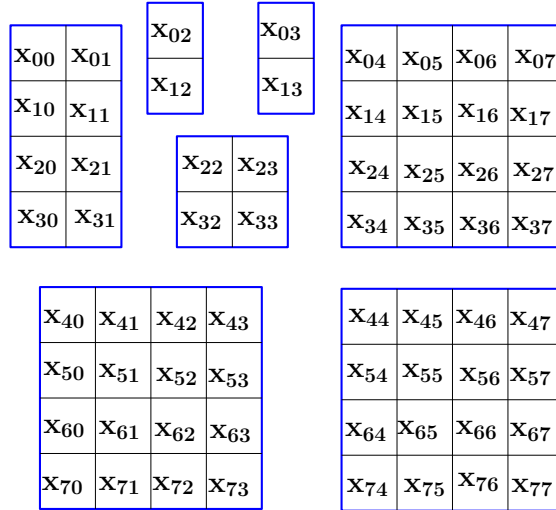 x00 x01 x02 x03 x04 x05 x06 x07
x10 x11 x12 x13 x14 x15 x16 x17
x20 x21 x22 x23 x24 x25 x26 x27
x30 x31 x32 x33 x34 x35 x36 x37
x40 x41 x42 x43 x44 x45 x46 x47
x50 x51 x52 x53 x54 x55 x56 x57
x60 x61 x62 x63 x64 x65 x66 x67
x70 x71 x72 x73 x74 x75 x76 x77